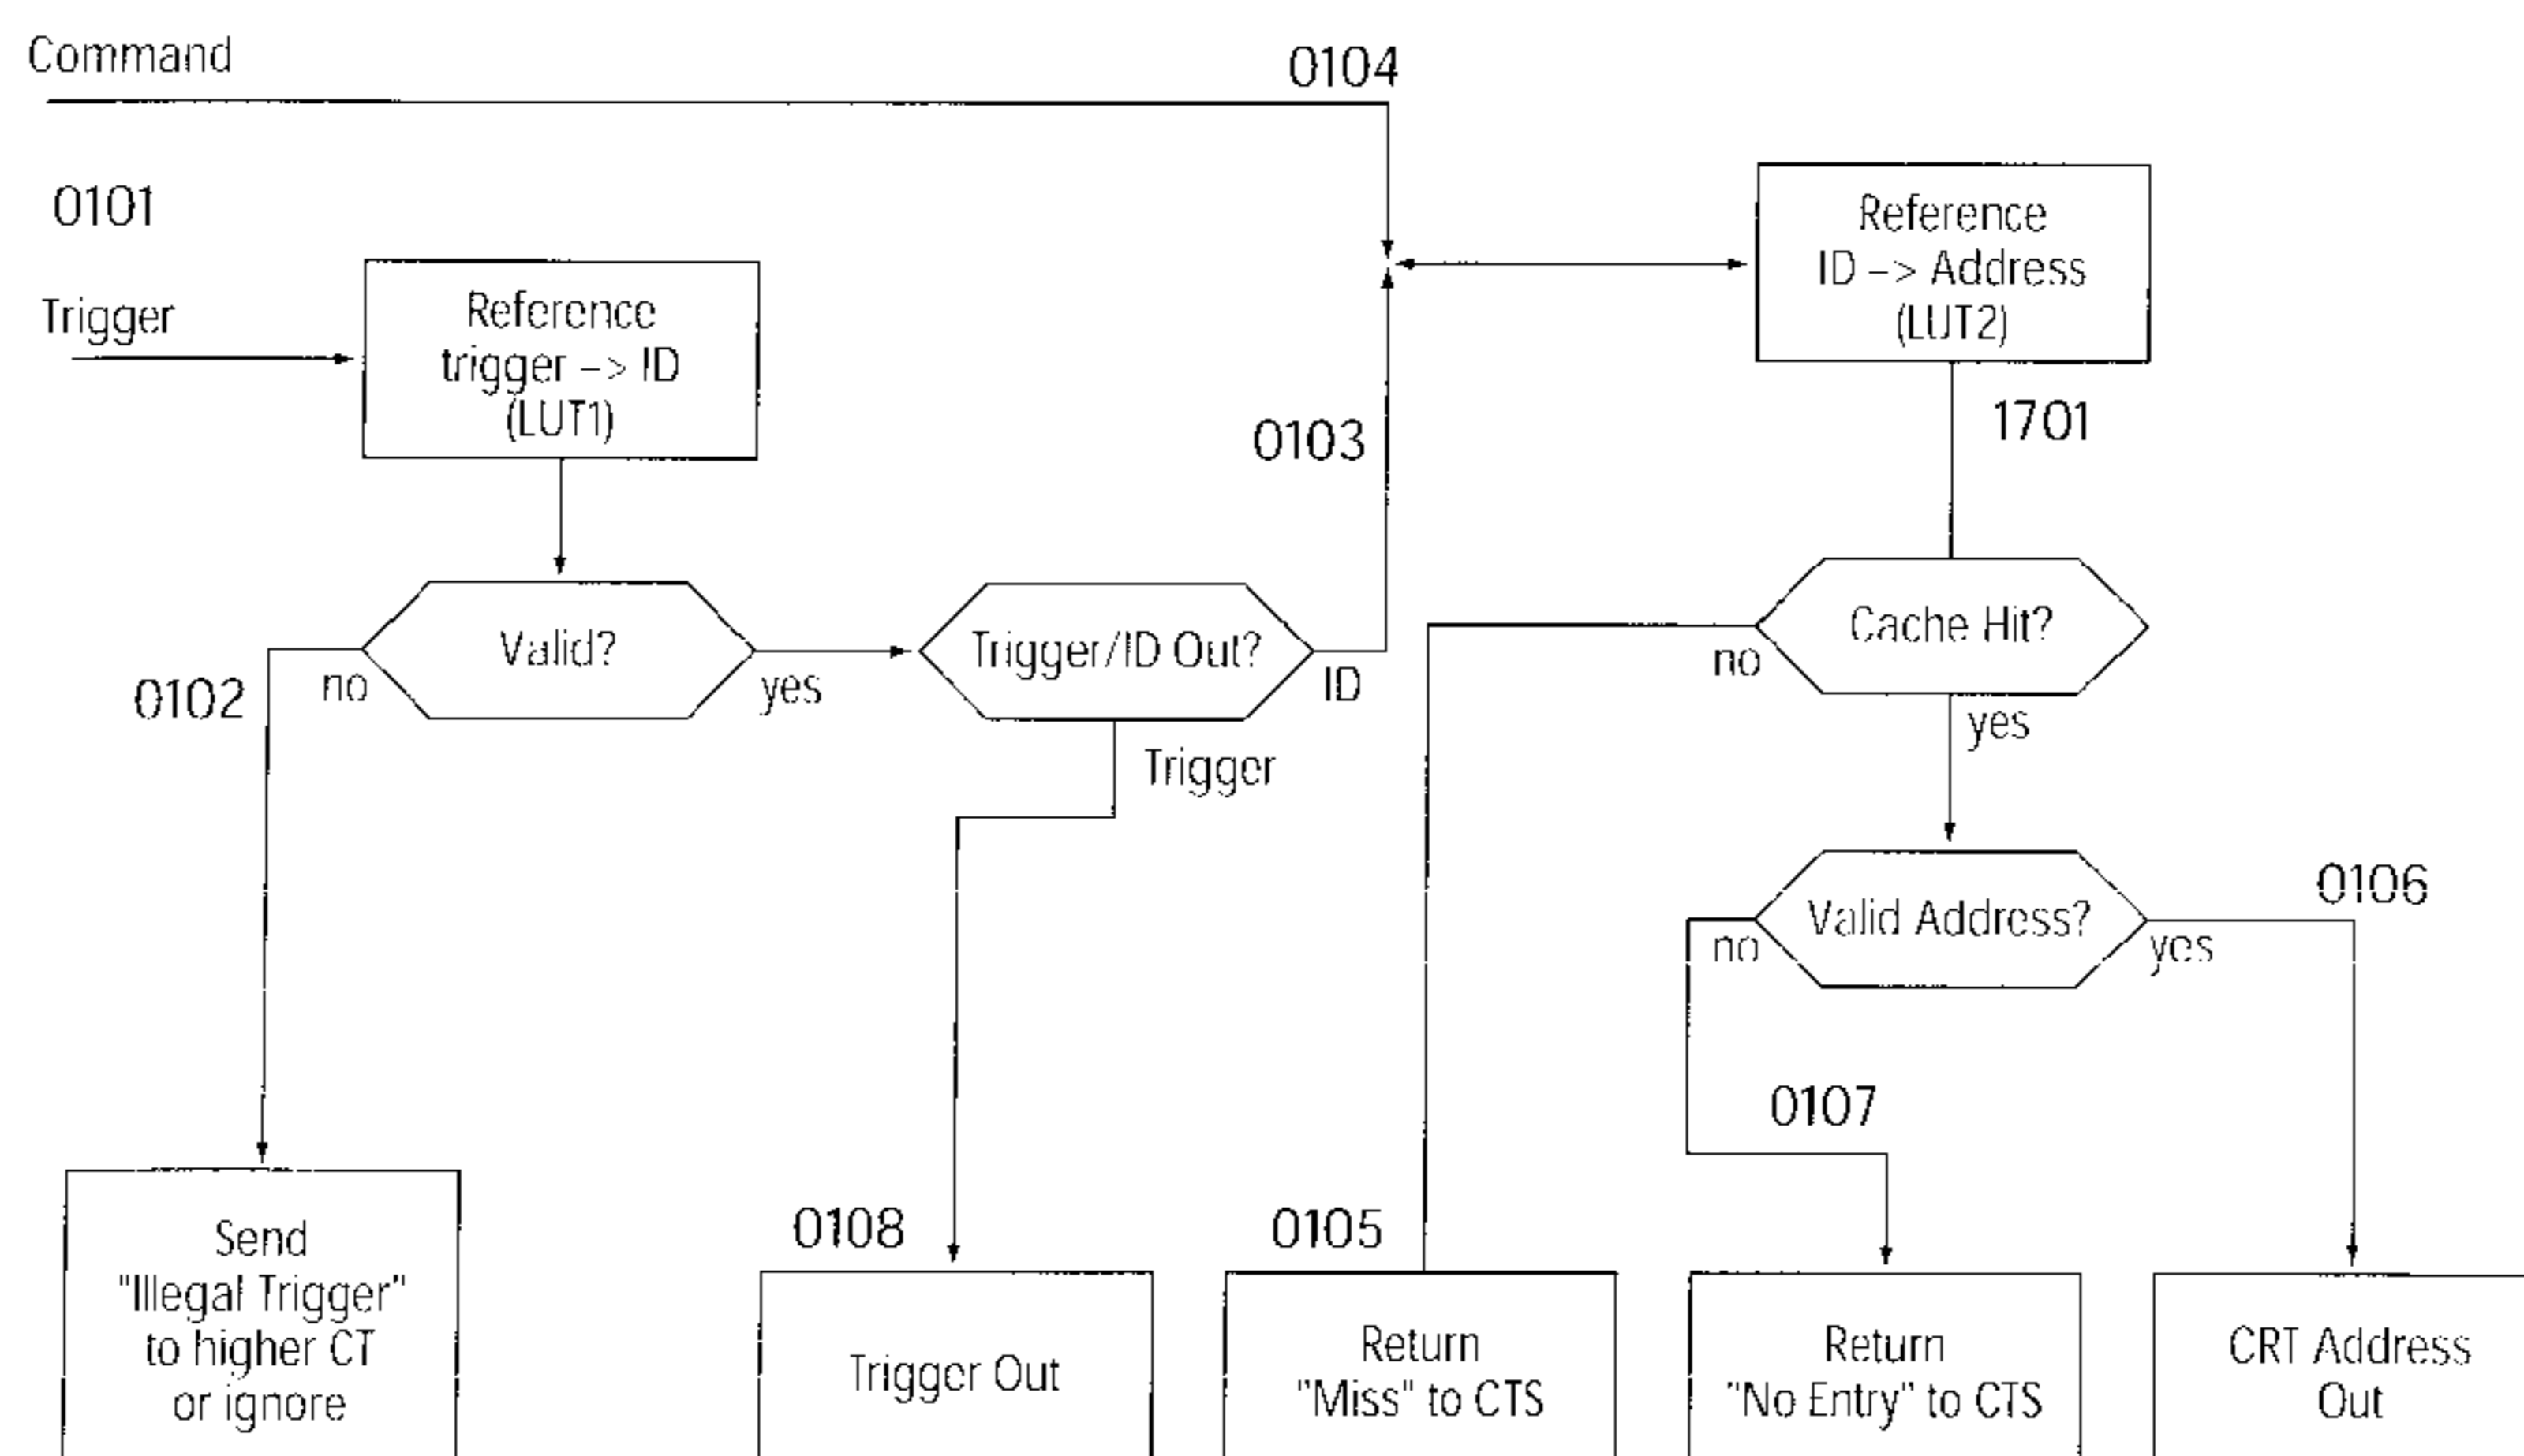 Command
0104
0101
Trigger
Reference
trigger –> ID
(LUT1)
Reference
ID –> Address
(LUT2)
0103
1701
Valid?
no
yes
0102
Trigger/ID Out?
ID
Trigger
Cache Hit?
no
yes
Valid Address?
no
yes
0106
0107
0108
0105
Send
"Illegal Trigger"
to higher CT
or ignore
Trigger Out
Return
"Miss" to CTS
Return
"No Entry" to CTS
CRT Address
Out